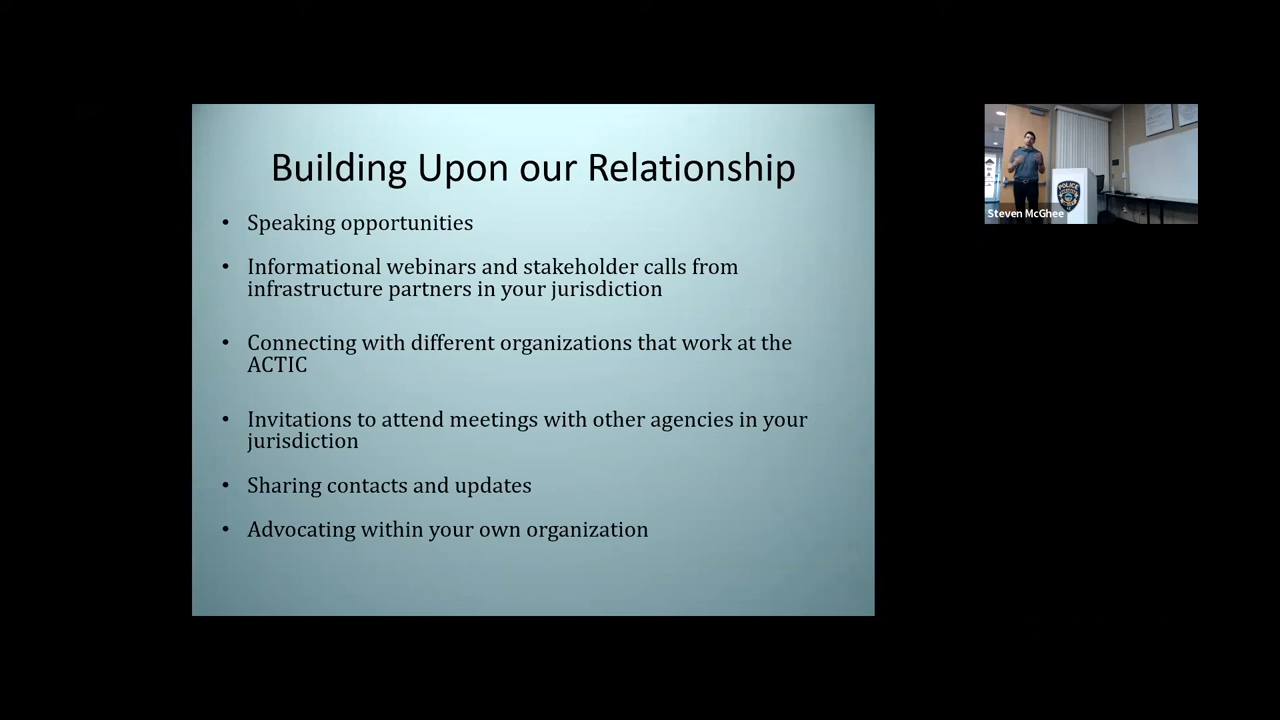 Building Upon our Relationship
• Speaking opportunities
• Informational webinars and stakeholder calls from
infrastructure partners in your jurisdiction
• Connecting with different organizations that work at the
ACTIC
• Invitations to attend meetings with other agencies in your
jurisdiction
• Sharing contacts and updates
• Advocating within your own organization
POLICE
Steven McGhee